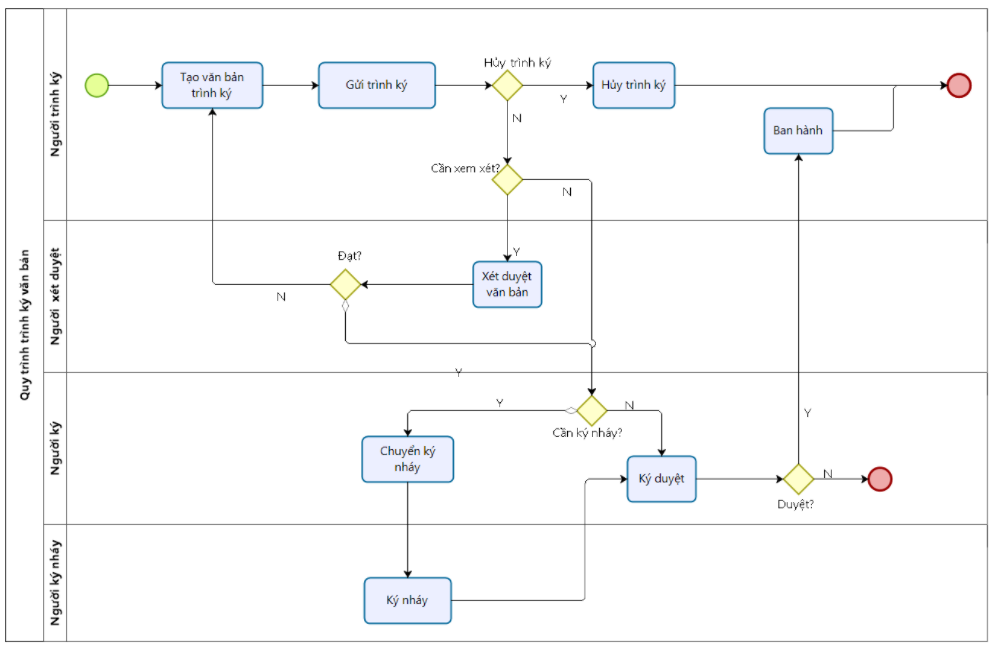 Quy trình trình ký văn bản
Người trình ký
Tạo văn bản
trình ký
Gửi trình ký
Hủy trình ký
Y
Hủy trình ký
N
Ban hành
Cần xem xét?
N
Người xét duyệt
Y
Đạt?
Xét duyệt
văn bản
N
Y
Người ký
Y
N
Cần ký nháy?
Y
Chuyển ký
nháy
Ký duyệt
N
Duyệt?
Người ký nháy
Ký nháy